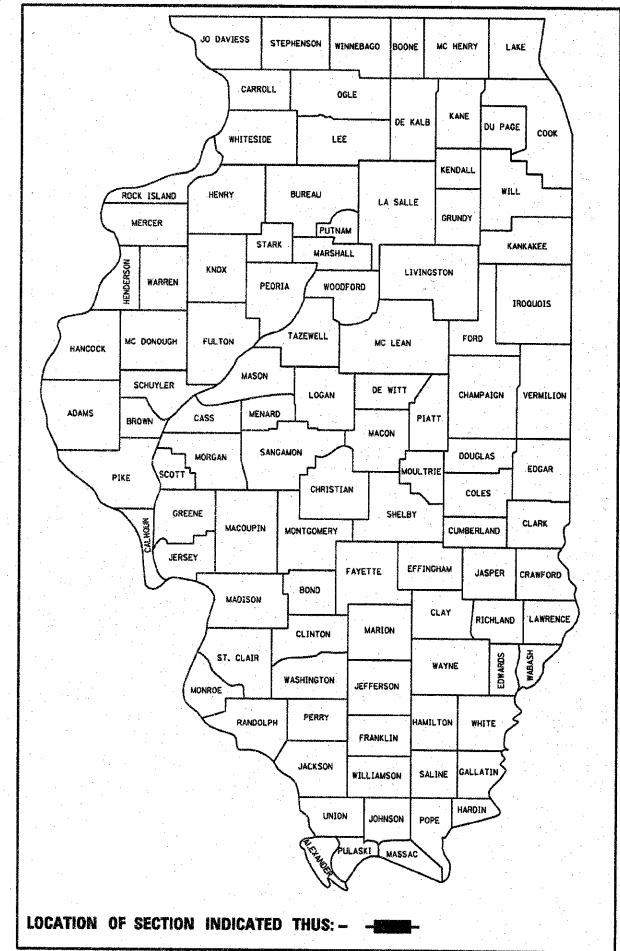 JO DAVIESS STEPHENSON WINNEBAGO BOONE MC HENRY LAKE
CARROLL OGLE DE KALB KANE DU PAGE COOK
WHITESIDE LEE
KENDALL WILL
ROCK ISLAND HENRY BUREAU LA SALLE GRUNDY
MERCER PUTNAM
STARK MARSHALL KANKAKEE
HENDERSON WARREN KNOX PEORIA WOODFORD LIVINGSTON
IROQUOIS
HANCOCK MC DONOUGH FULTON TAZEWELL MC LEAN FORD
MASON
SCHUYLER LOGAN DE WITT CHAMPAIGN VERMILION
ADAMS BROWN CASS MENARD MACON PIATT
MORGAN SANGAMON DOUGLAS EDGAR
PIKE SCOTT CHRISTIAN MOULTRIE COLES
GREENE MACOUPIN MONTGOMERY SHELBY CUMBERLAND CLARK
CALHOUN JERSEY
FAYETTE EFFINGHAM JASPER CRAWFORD
MADISON BOND
CLAY RICHLAND LAWRENCE
CLINTON MARION
ST. CLAIR WAYNE EDWARDS WABASH
WASHINGTON JEFFERSON
MONROE
RANDOLPH PERRY HAMILTON WHITE
FRANKLIN
JACKSON WILLIAMSON SALINE GALLATIN
UNION JOHNSON POPE HARDIN
ALEXANDER PULASKI MASSAC
LOCATION OF SECTION INDICATED THUS: -